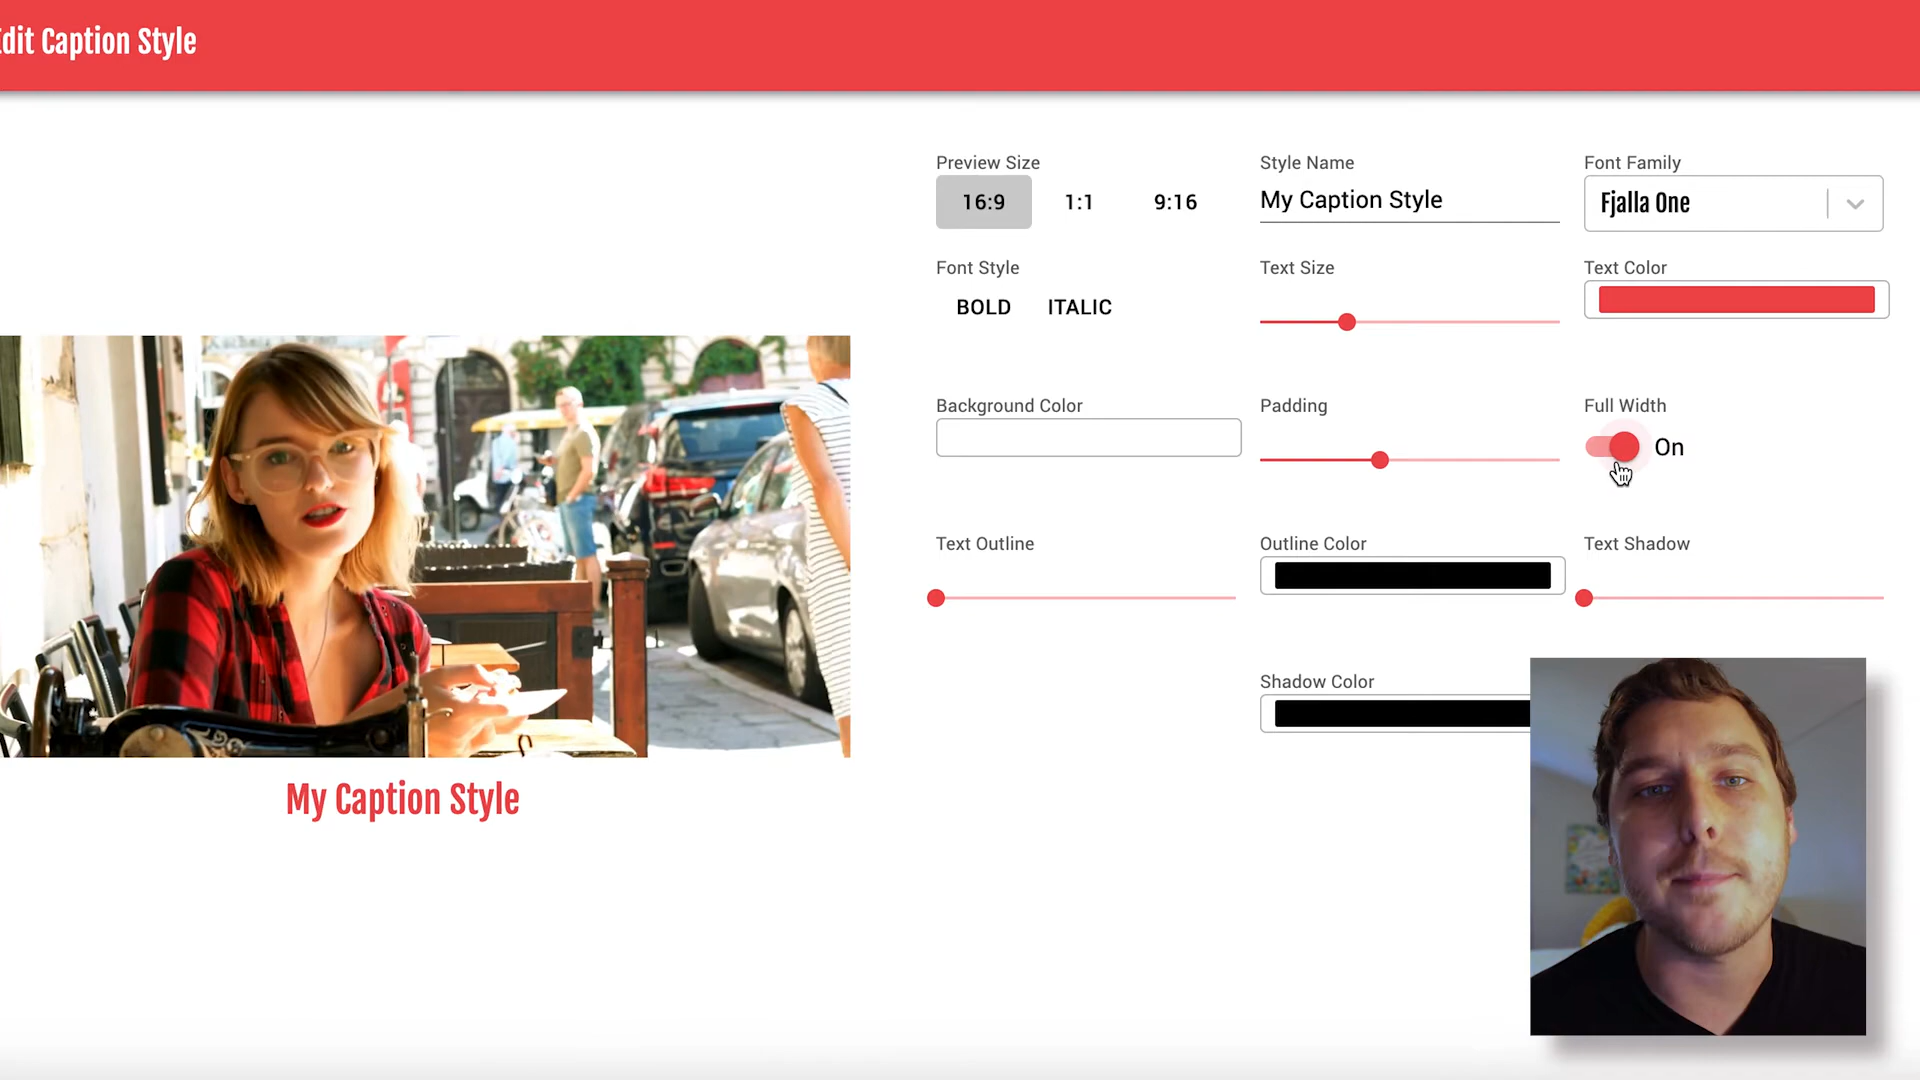 Edit Caption Style
Preview Size
16:9 1:1 9:16
Style Name
My Caption Style
Font Family
Fjalla One
Font Style
BOLD ITALIC
Text Size
Text Color
Background Color
Padding
Full Width
On
Text Outline
Outline Color
Text Shadow
Shadow Color
My Caption Style